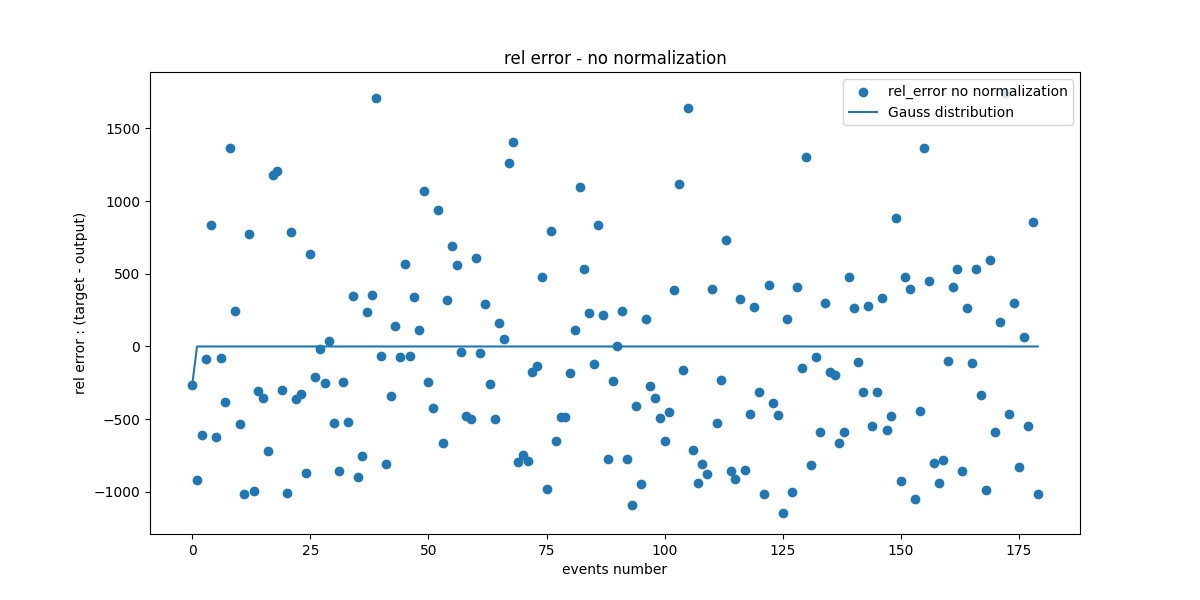 rel error - no normalization
rel_error no normalization
Gauss distribution
rel error : (target - output)
1500
1000
500
0
−500
−1000
0 25 50 75 100 125 150 175
events number